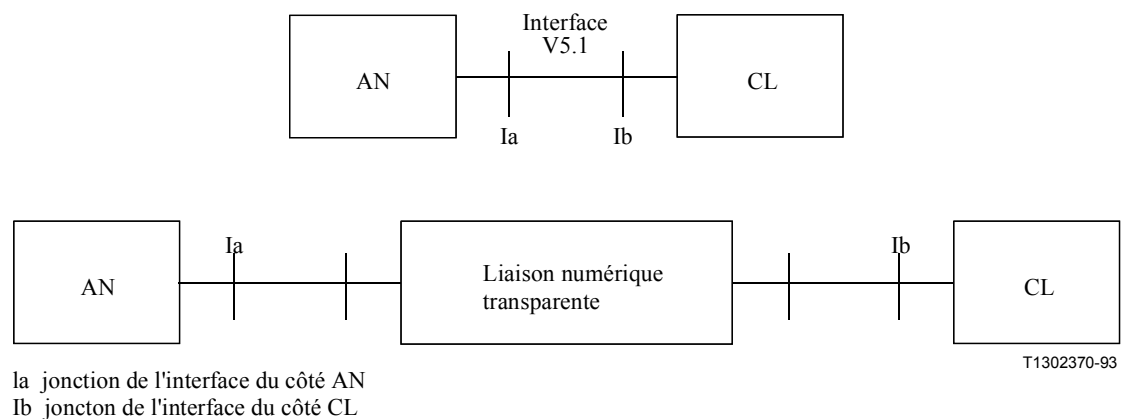 Interface
V5.1
AN
CL
Ia
Ib
Ia
Ib
AN
Liaison numérique
transparente
CL
T1302370-93
Ia jonction de l'interface du côté AN
Ib joncton de l'interface du côté CL